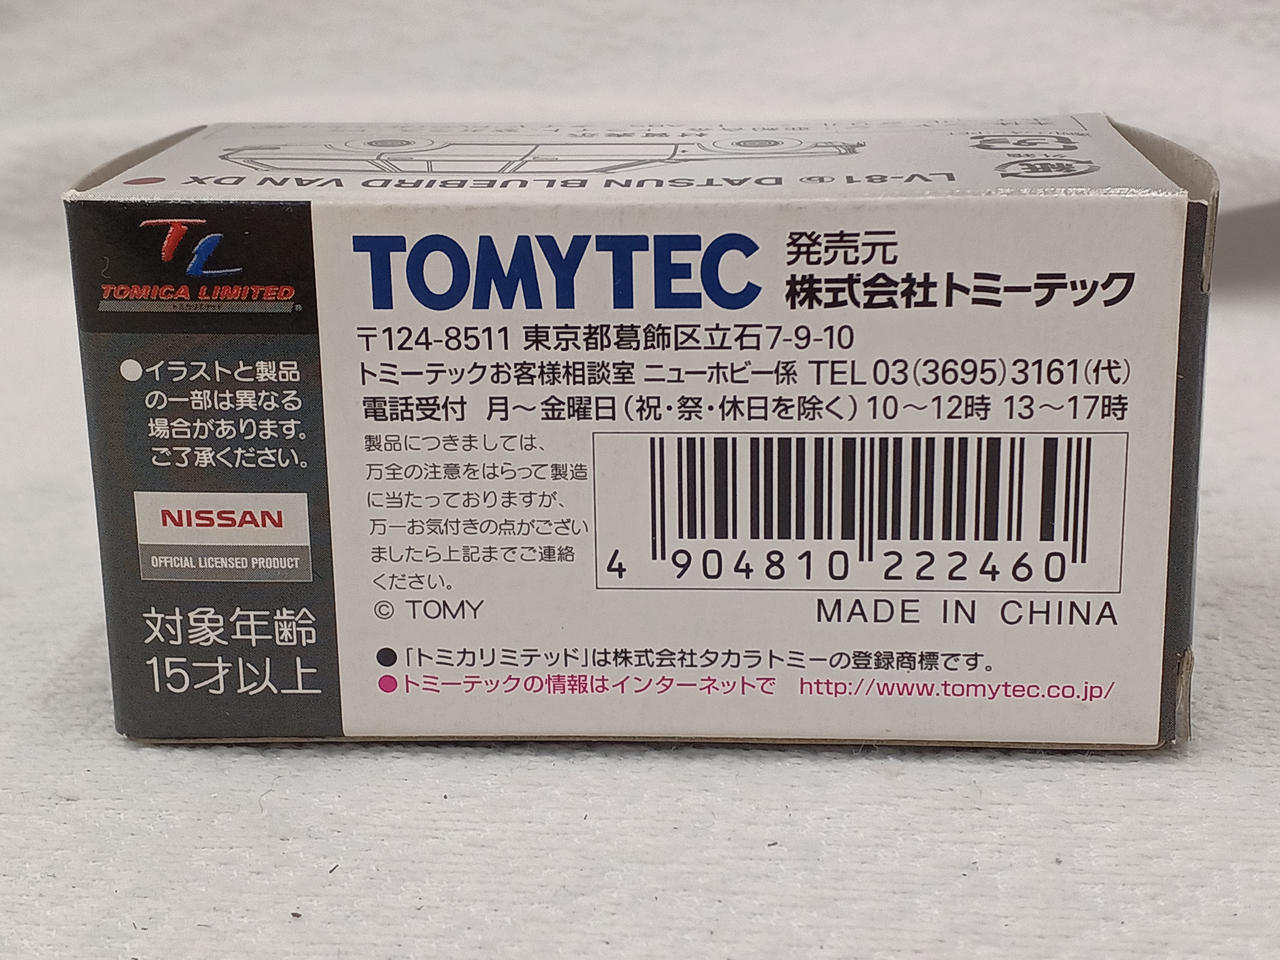 LV-81 b DATSUN BLUEBIRD VAN DX
材質表示
紙
外箱
TL
TOMICA LIMITED
●イラストと製品
の一部は異なる
場合があります。
ご了承ください。
NISSAN
OFFICIAL LICENSED PRODUCT
対象年齢
15才以上
TOMYTEC
発売元
株式会社トミーテック
〒124-8511 東京都葛飾区立石7-9-10
トミーテックお客様相談室 ニューホビー係 TEL 03(3695)3161(代)
電話受付 月～金曜日(祝・祭・休日を除く)10～12時 13～17時
製品につきましては、
万全の注意をはらって製造
に当たっておりますが、
万一お気付きの点がござい
ましたら上記までご連絡
ください。
© TOMY
4 904810 222460
MADE IN CHINA
●「トミカリミテッド」は株式会社タカラトミーの登録商標です。
●トミーテックの情報はインターネットで http://www.tomytec.co.jp/